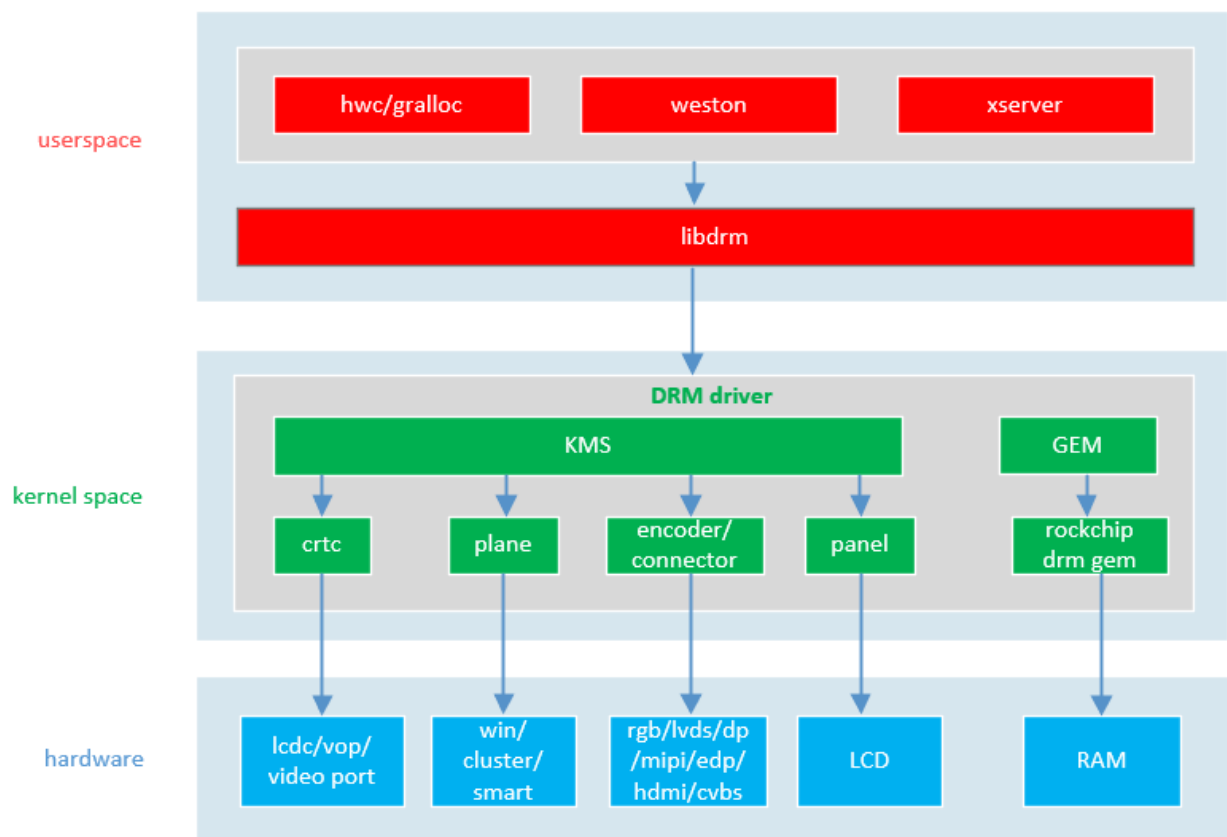 hwc/gralloc
weston
xserver
userspace
libdrm
DRM driver
KMS
GEM
kernel space
crtc
plane
encoder/
connector
panel
rockchip
drm gem
hardware
lcdc/vop/
video port
win/
cluster/
smart
rgb/lvds/dp
/mipi/edp/
hdmi/cvbs
LCD
RAM